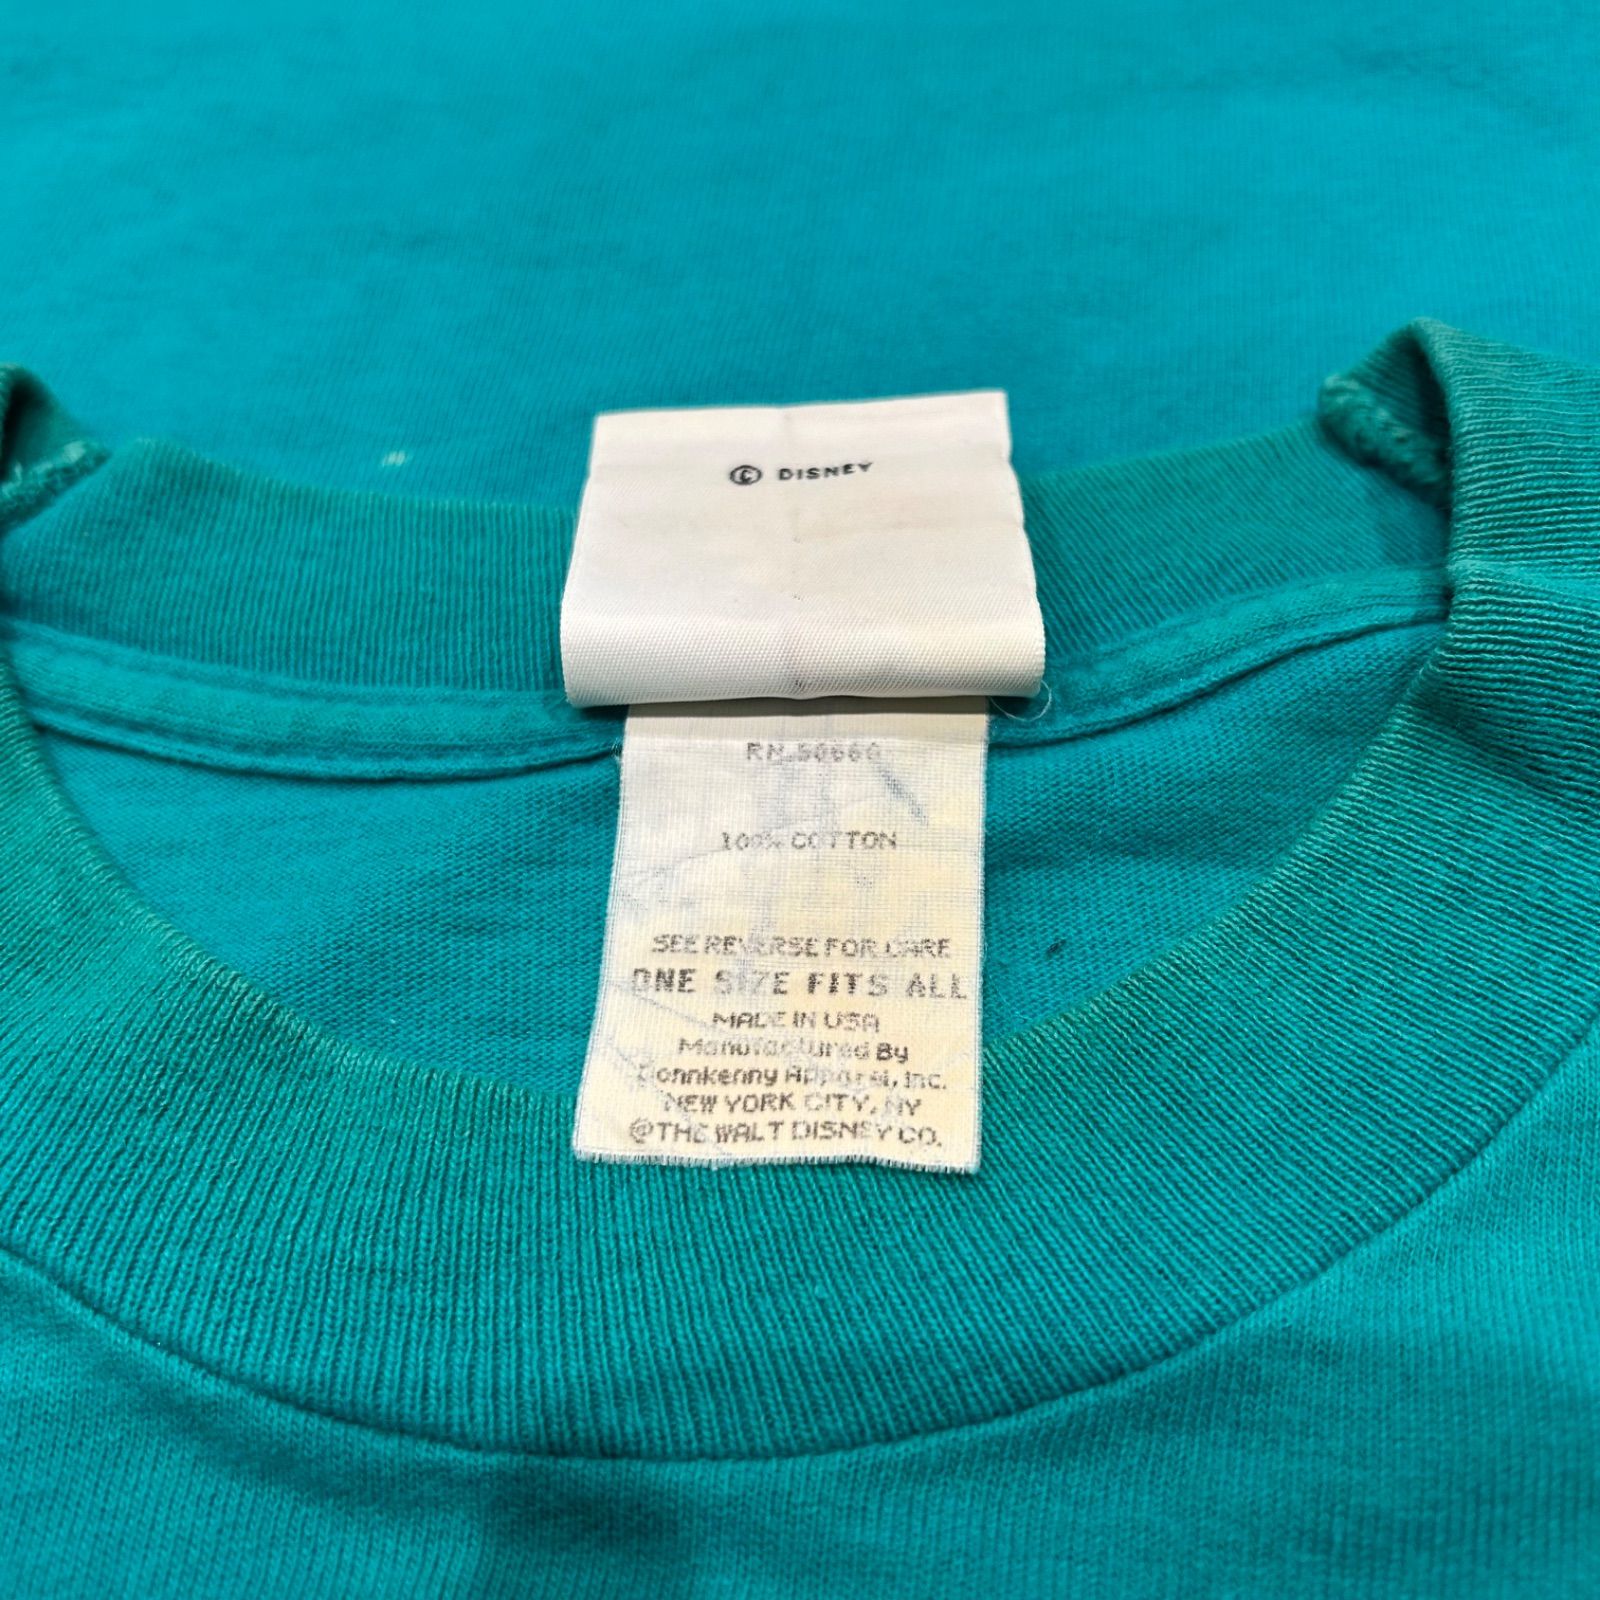 © DISNEY
RN 50660
100% COTTON
SEE REVERSE FOR CARE
ONE SIZE FITS ALL
MADE IN USA
Manufactured By
Donnkenny Apparel, Inc.
NEW YORK CITY, NY
©THE WALT DISNEY CO.